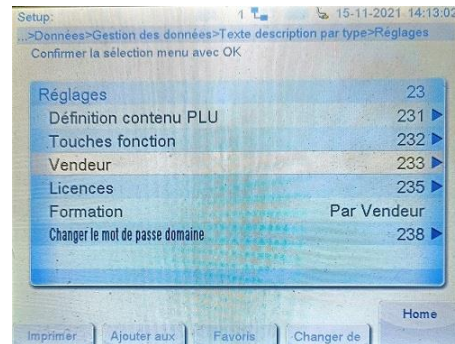 Setup: 1 15-11-2021 14:13:02
...>Données>Gestion des données>Texte description par type>Réglages
Confirmer la sélection menu avec OK
Réglages 23
Définition contenu PLU 231
Touches fonction 232
Vendeur 233
Licences 235
Formation Par Vendeur
Changer le mot de passe domaine 238
Home
Imprimer Ajouter aux Favoris Changer de